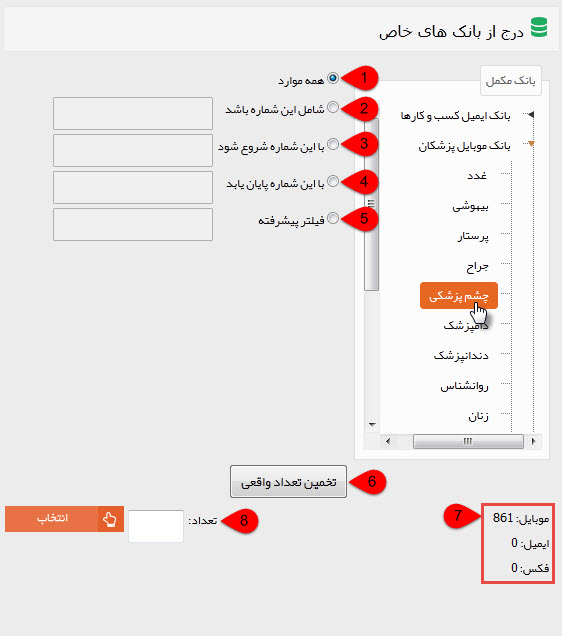 درج از بانک های خاص
بانک مکمل
بانک ایمیل کسب و کارها
بانک موبایل پزشکان
غدد
بیهوشی
پرستار
جراح
چشم پزشکی
دامپزشک
دندانپزشک
روانشناس
زنان
همه موارد 1
شامل این شماره باشد 2
با این شماره شروع شود 3
با این شماره پایان یابد 4
فیلتر پیشرفته 5
تخمین تعداد واقعی 6
موبایل: 861 7
ایمیل: 0
فکس: 0
تعداد: 8
انتخاب